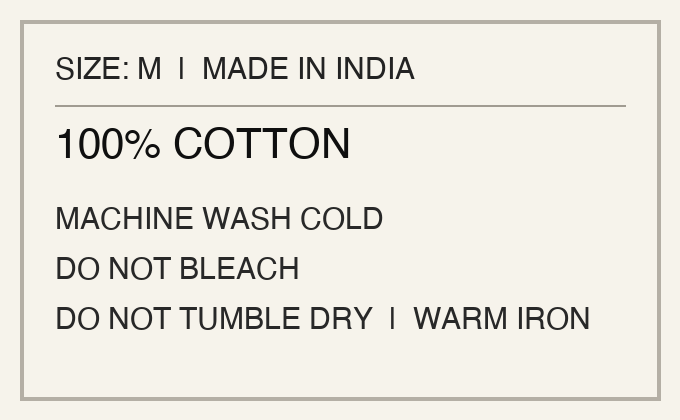 SIZE: M | MADE IN INDIA
100% COTTON
MACHINE WASH COLD
DO NOT BLEACH
DO NOT TUMBLE DRY | WARM IRON